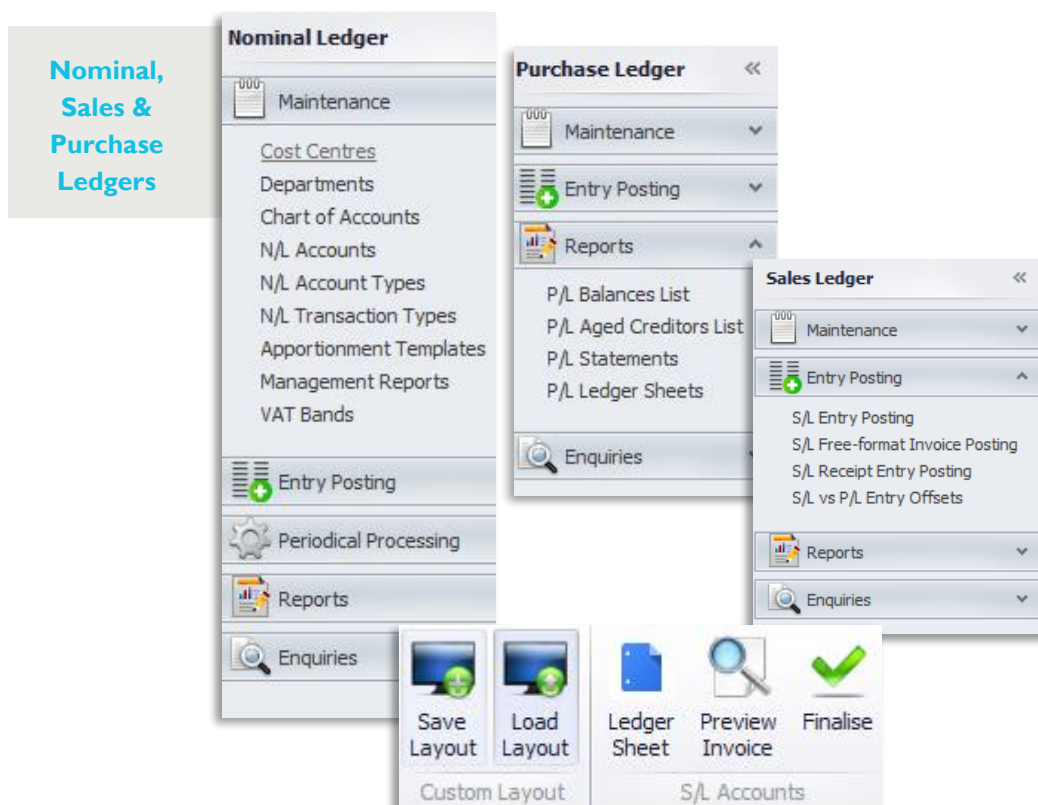 Nominal,
Sales &
Purchase
Ledgers
Nominal Ledger
Maintenance
Cost Centres
Departments
Chart of Accounts
N/L Accounts
N/L Account Types
N/L Transaction Types
Apportionment Templates
Management Reports
VAT Bands
Entry Posting
Periodical Processing
Reports
Enquiries
Purchase Ledger
Maintenance
Entry Posting
Reports
P/L Balances List
P/L Aged Creditors List
P/L Statements
P/L Ledger Sheets
Enquiries
Sales Ledger
Maintenance
Entry Posting
S/L Entry Posting
S/L Free-format Invoice Posting
S/L Receipt Entry Posting
S/L vs P/L Entry Offsets
Reports
Enquiries
Save
Layout
Load
Layout
Custom Layout
Ledger
Sheet
Preview
Invoice
Finalise
S/L Accounts